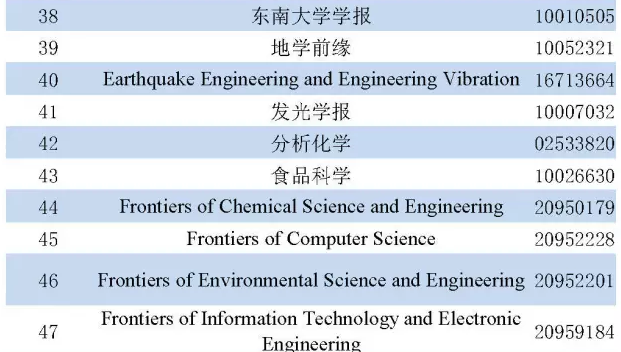 38 东南大学学报 10010505
39 地学前缘 10052321
40 Earthquake Engineering and Engineering Vibration 16713664
41 发光学报 10007032
42 分析化学 02533820
43 食品科学 10026630
44 Frontiers of Chemical Science and Engineering 20950179
45 Frontiers of Computer Science 20952228
46 Frontiers of Environmental Science and Engineering 20952201
47 Frontiers of Information Technology and Electronic
Engineering 20959184